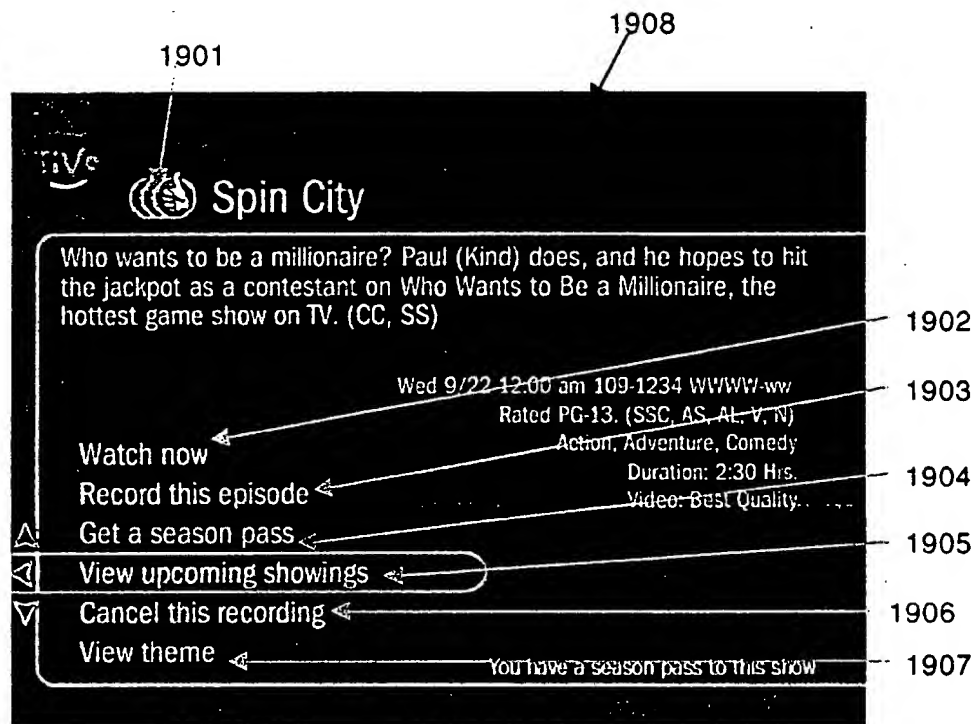 1908
1901
TiVo
Spin City
Who wants to be a millionaire? Paul (Kind) does, and he hopes to hit
the jackpot as a contestant on Who Wants to Be a Millionaire, the
hottest game show on TV. (CC, SS)
1902
Wed 9/22 12:00 am 109-1234 WWWW-ww
1903
Rated PG-13. (SSC, AS, AL, V, N)
Action, Adventure, Comedy
Watch now
Duration: 2:30 Hrs.
1904
Record this episode
Video: Best Quality
Get a season pass
1905
View upcoming showings
Cancel this recording
1906
View theme
You have a season pass to this show
1907